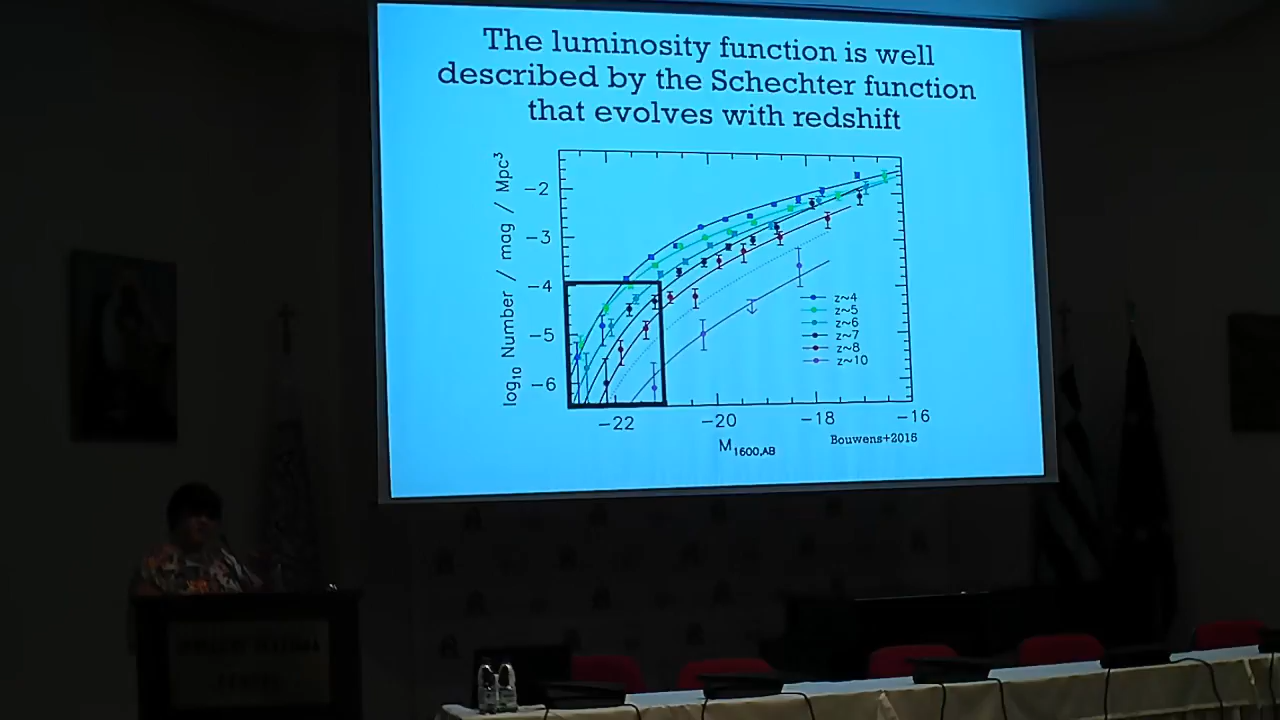 The luminosity function is well
described by the Schechter function
that evolves with redshift
log₁₀ Number / mag / Mpc³
−2
−3
−4
−5
−6
z~4
z~5
z~6
z~7
z~8
z~10
−22
−20
−18
−16
M₁₆₀₀,AB
Bouwens+2015